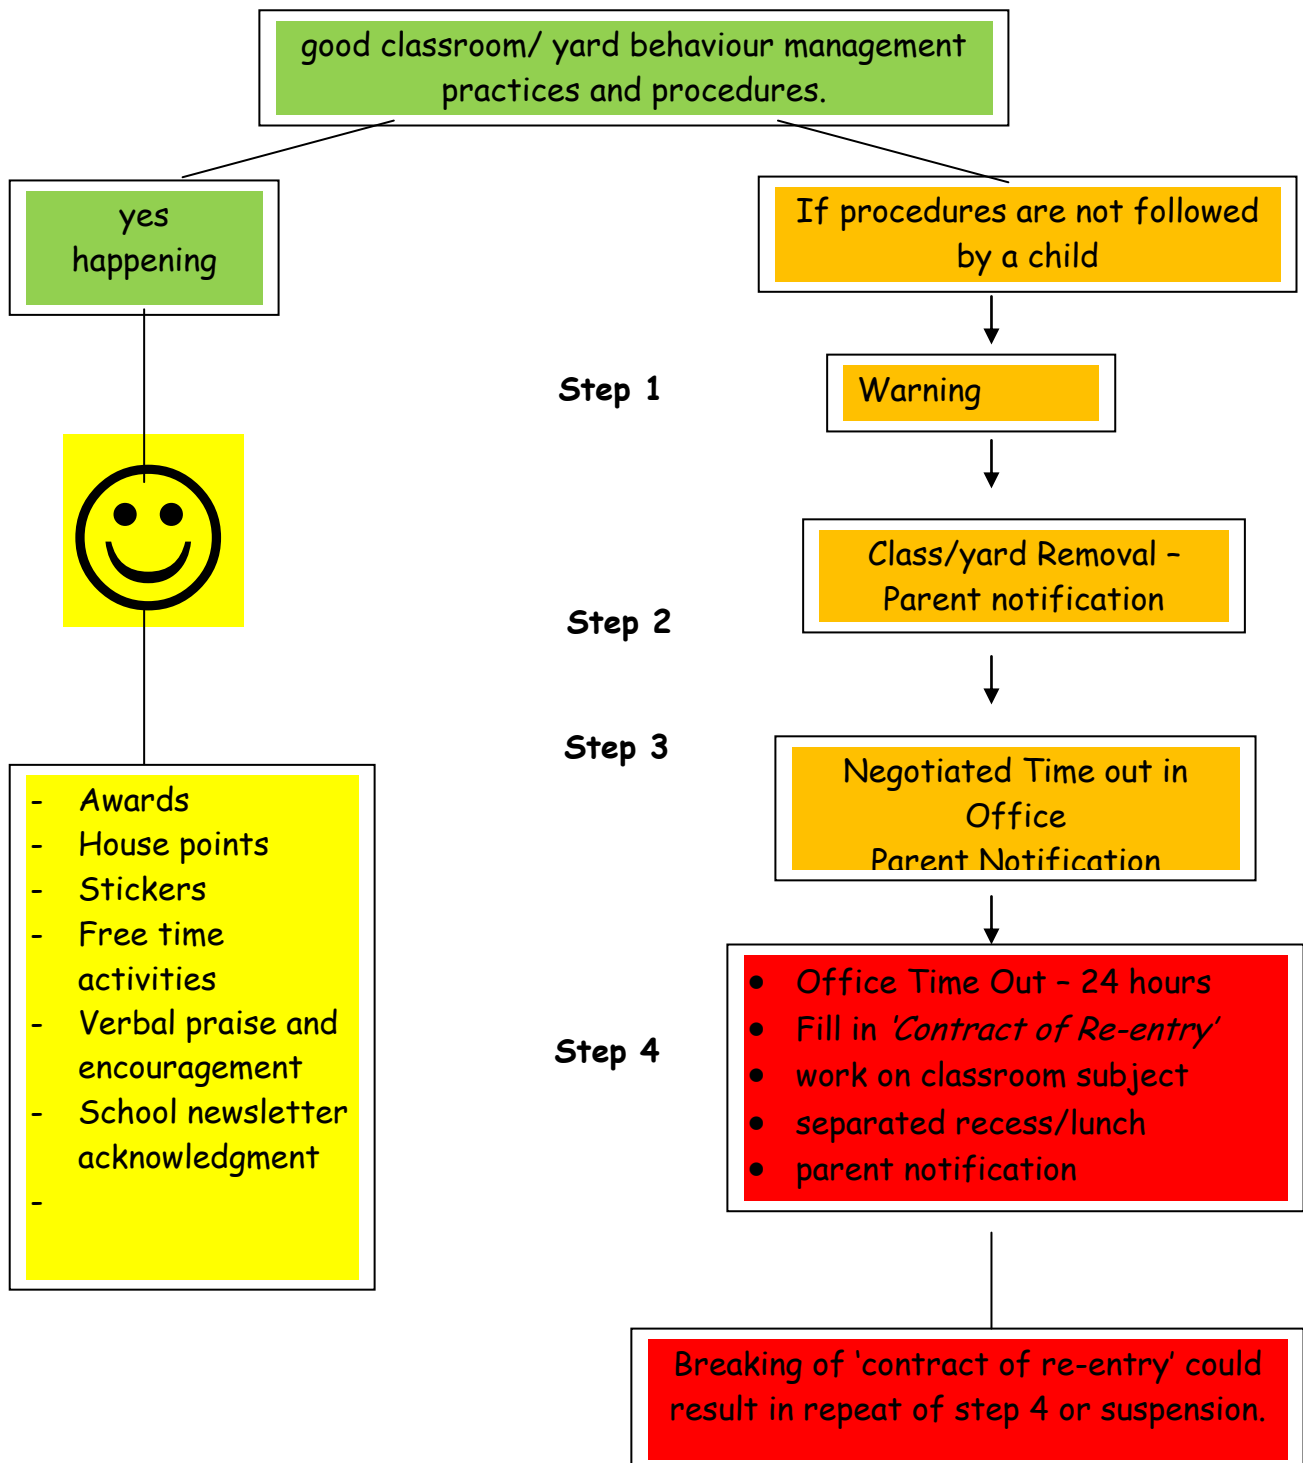 good classroom/ yard behaviour management
practices and procedures.
yes
happening
If procedures are not followed
by a child
Step 1
Warning
Class/yard Removal –
Parent notification
Step 2
Step 3
Negotiated Time out in
Office
Parent Notification
- Awards
- House points
- Stickers
- Free time
activities
- Verbal praise and
encouragement
- School newsletter
acknowledgment
-
• Office Time Out – 24 hours
• Fill in 'Contract of Re-entry'
• work on classroom subject
• separated recess/lunch
• parent notification
Step 4
Breaking of ‘contract of re-entry’ could
result in repeat of step 4 or suspension.